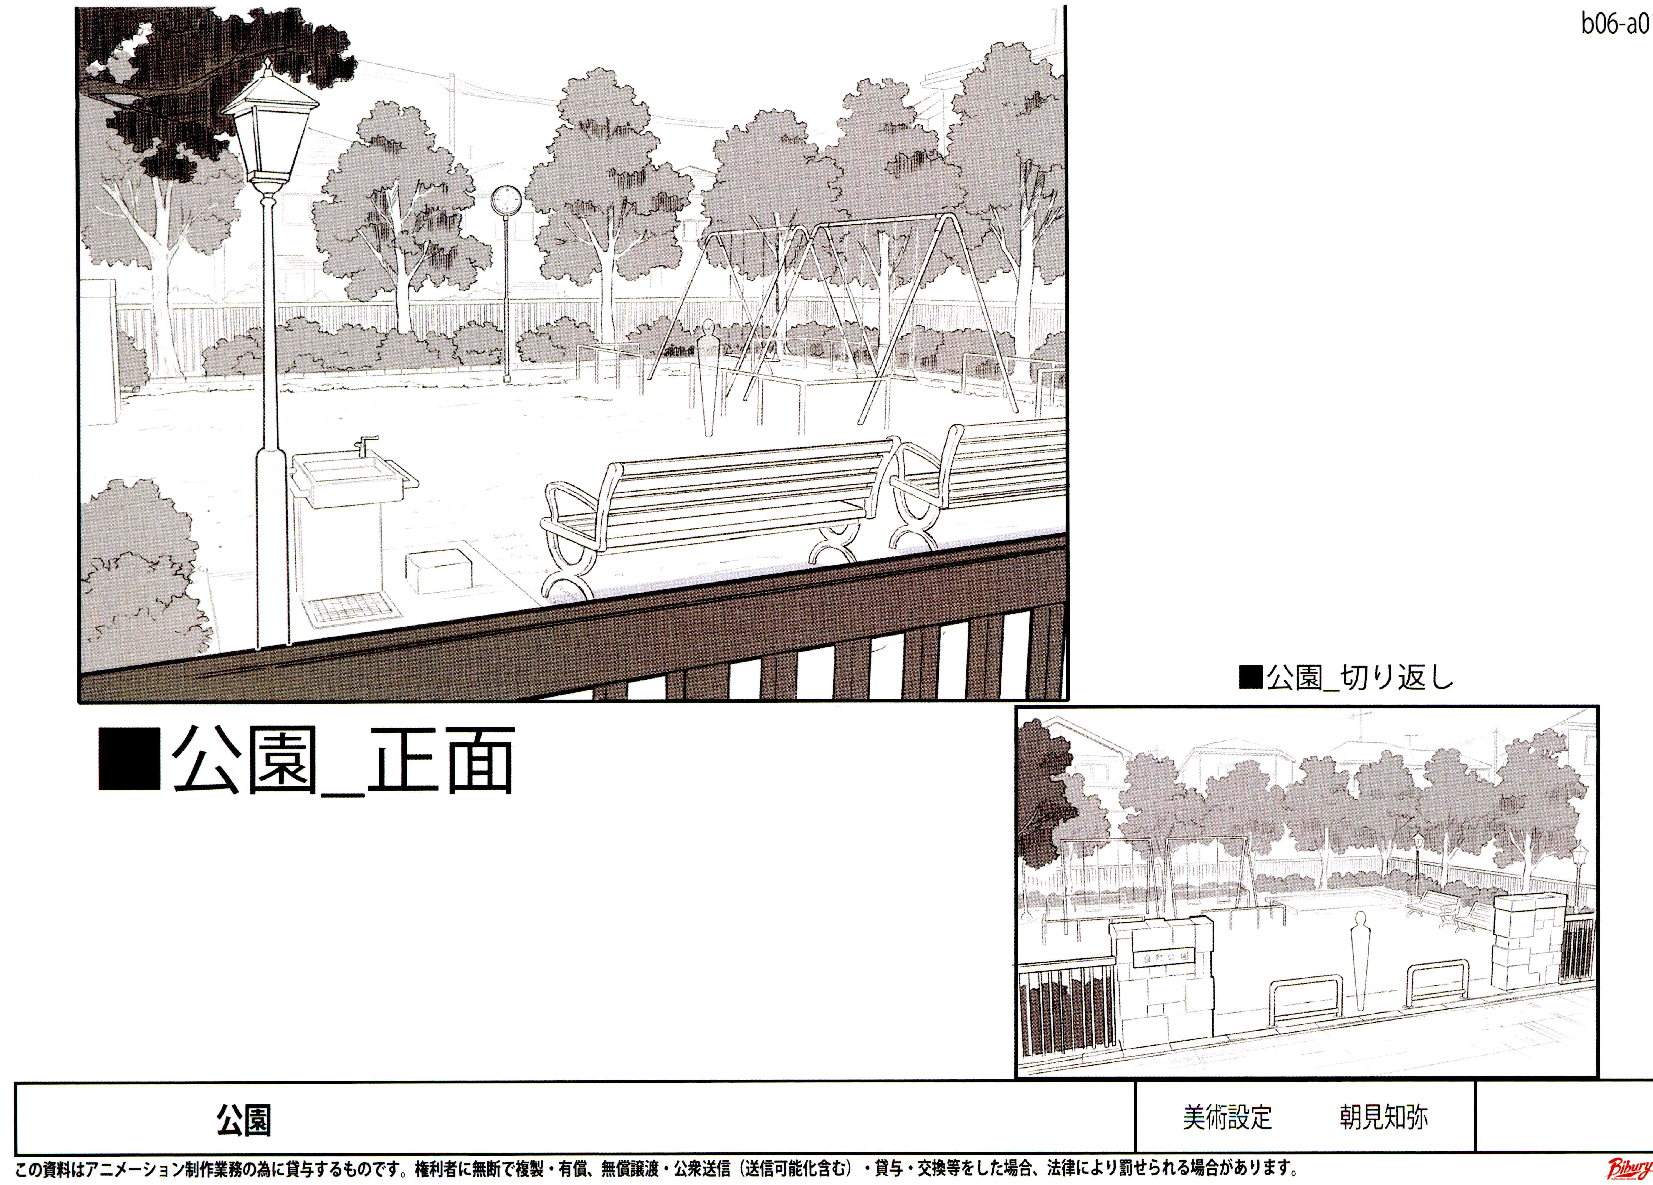 b06-a0
■公園_正面
■公園_切り返し
公園
美術設定 朝見知弥
この資料はアニメーション制作業務の為に貸与するものです。権利者に無断で複製・有償、無償譲渡・公衆送信（送信可能化含む）・貸与・交換等をした場合、法律により罰せられる場合があります。
Bibury